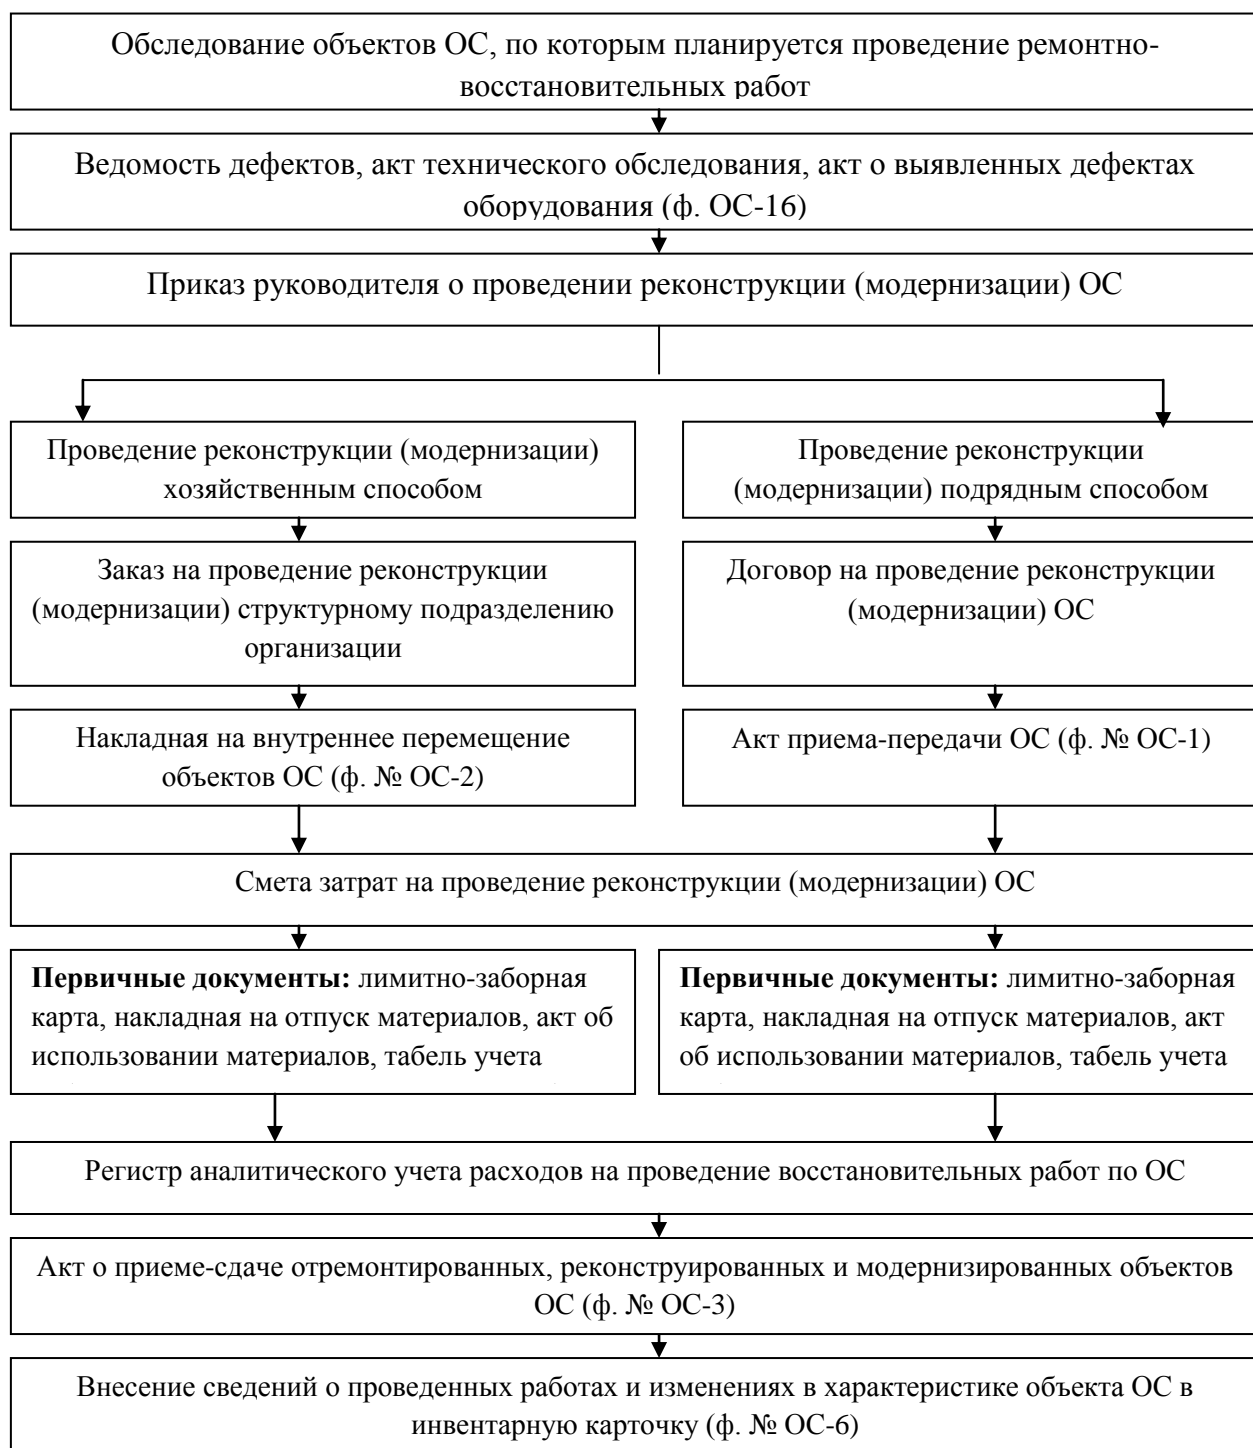 Обследование объектов ОС, по которым планируется проведение ремонтно-
восстановительных работ
Ведомость дефектов, акт технического обследования, акт о выявленных дефектах
оборудования (ф. ОС-16)
Приказ руководителя о проведении реконструкции (модернизации) ОС
Проведение реконструкции (модернизации)
хозяйственным способом
Проведение реконструкции
(модернизации) подрядным способом
Заказ на проведение реконструкции
(модернизации) структурному подразделению
организации
Договор на проведение реконструкции
(модернизации) ОС
Накладная на внутреннее перемещение
объектов ОС (ф. № ОС-2)
Акт приема-передачи ОС (ф. № ОС-1)
Смета затрат на проведение реконструкции (модернизации) ОС
Первичные документы: лимитно-заборная
карта, накладная на отпуск материалов, акт об
использовании материалов, табель учета
Первичные документы: лимитно-заборная
карта, накладная на отпуск материалов, акт
об использовании материалов, табель учета
Регистр аналитического учета расходов на проведение восстановительных работ по ОС
Акт о приеме-сдаче отремонтированных, реконструированных и модернизированных объектов
ОС (ф. № ОС-3)
Внесение сведений о проведенных работах и изменениях в характеристике объекта ОС в
инвентарную карточку (ф. № ОС-6)